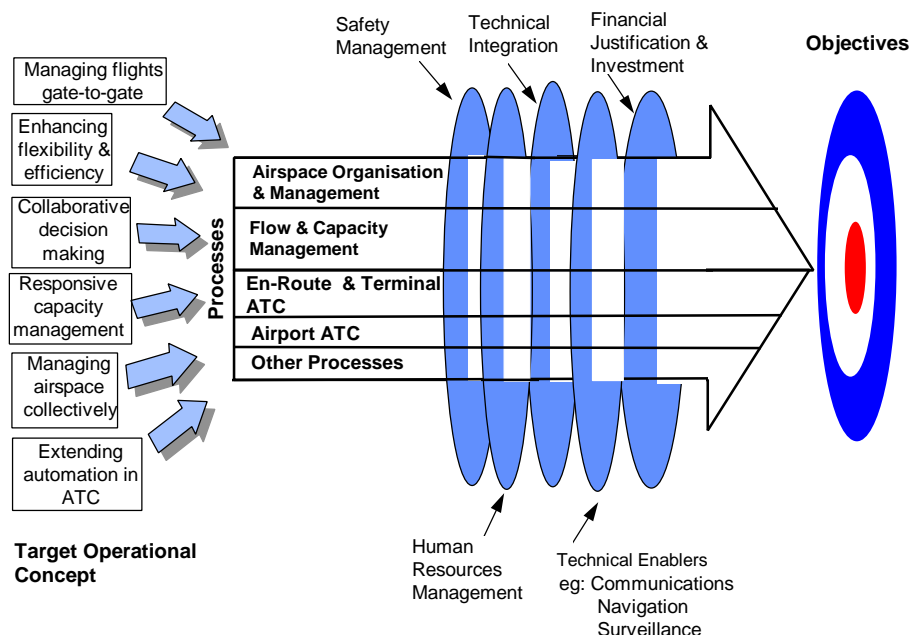 Safety
Management
Technical
Integration
Financial
Justification &
Investment
Objectives
Managing flights
gate-to-gate
Enhancing
flexibility &
efficiency
Collaborative
decision
making
Responsive
capacity
management
Managing
airspace
collectively
Extending
automation in
ATC
Target Operational
Concept
Processes
Airspace Organisation
& Management
Flow & Capacity
Management
En-Route & Terminal
ATC
Airport ATC
Other Processes
Human
Resources
Management
Technical Enablers
eg: Communications
Navigation
Surveillance